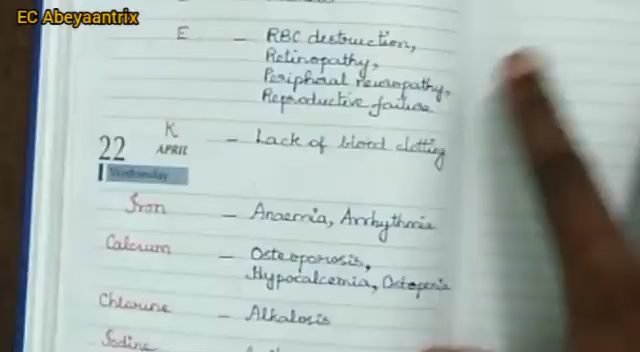 EC Abeyaantrix
E - RBC destruction,
Retinopathy,
Peripheral neuropathy,
Reproductive failure
K - Lack of blood clotting
22 APRIL
Wednesday
Iron - Anaemia, Arrhythmia
Calcium - Osteoporosis,
Hypocalcemia, Osteopenia
Chlorine - Alkalosis